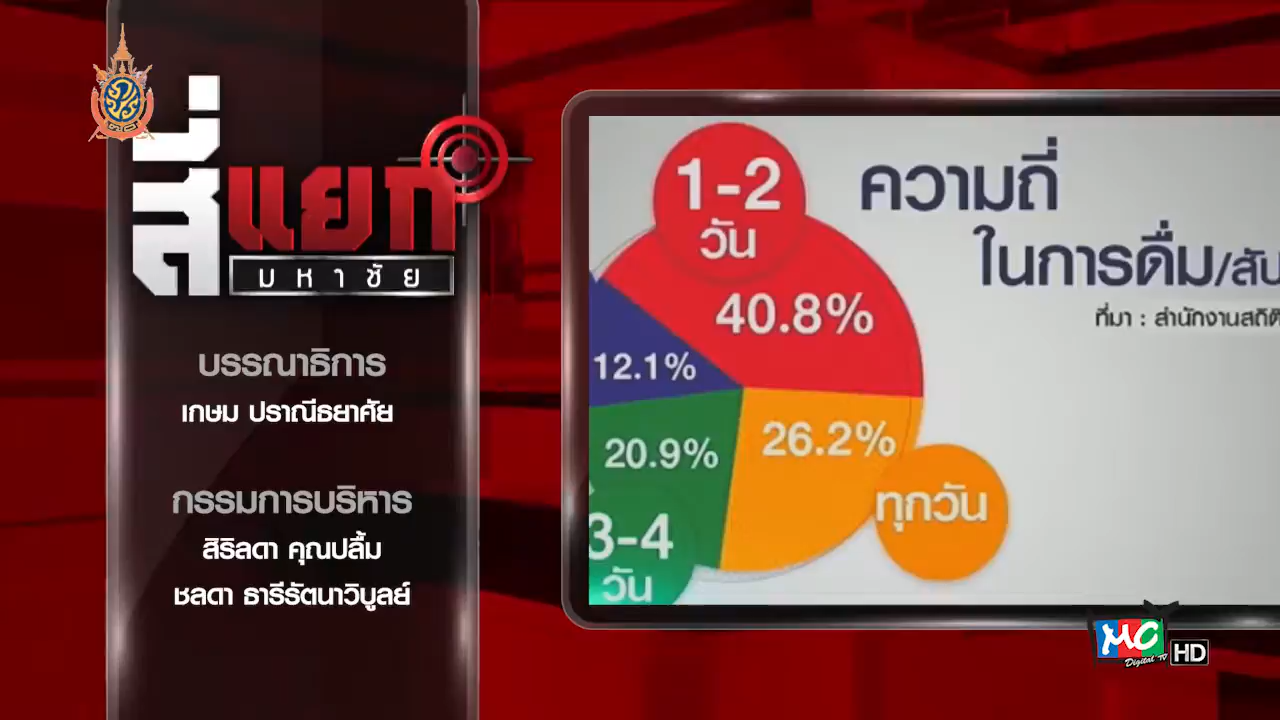 สี่แยก
มหาชัย
บรรณาธิการ
เกษม ปราณีธยาศัย
กรรมการบริหาร
สิริลดา คุณปลื้ม
ชลดา ธารีรัตนาวิบูลย์
1-2
วัน
ความถี่
ในการดื่ม/สัป
40.8%
ที่มา : สำนักงานสถิติ
12.1%
26.2%
20.9%
ทุกวัน
3-4
วัน
MC
Digital TV
HD